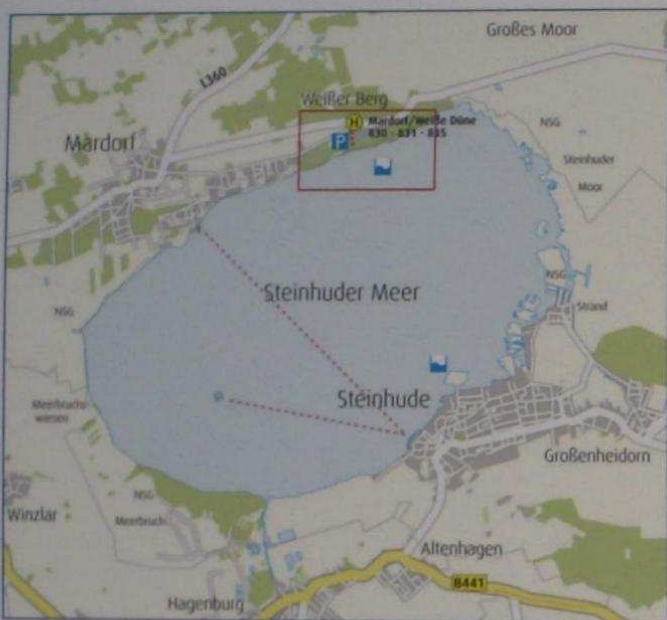 Großes Moor
L360
Weißer Berg
H Mardorf/Weiße Düne
830 - 831 - 835
P
Mardorf
NSG
Steinhuder
Moor
Steinhuder Meer
NSG
Strand
NSG
Steinhude
Meerbruchs-
wiesen
Großenheidorn
NSG
Winzlar
Meerbruch
Altenhagen
B441
Hagenburg